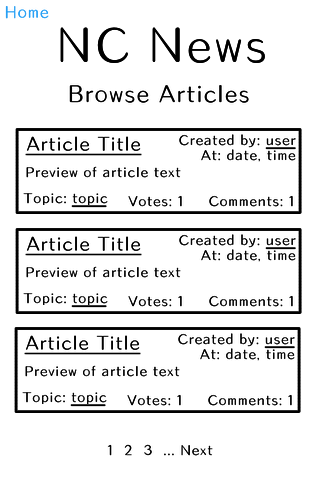 Home
NC News
Browse Articles
Article Title Created by: user
At: date, time
Preview of article text
Topic: topic Votes: 1 Comments: 1
Article Title Created by: user
At: date, time
Preview of article text
Topic: topic Votes: 1 Comments: 1
Article Title Created by: user
At: date, time
Preview of article text
Topic: topic Votes: 1 Comments: 1
1 2 3 ... Next